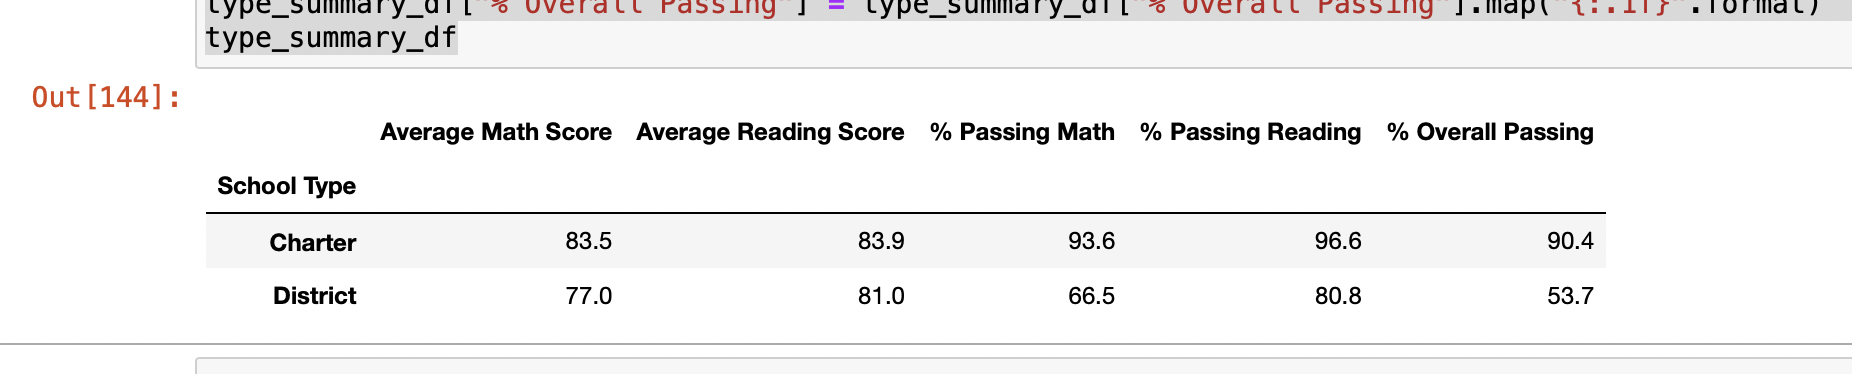 type_summary_df["% Overall Passing"] = type_summary_df["% Overall Passing"].map("{:.1f}".format)
type_summary_df
Out[144]:
Average Math Score Average Reading Score % Passing Math % Passing Reading % Overall Passing
School Type
Charter 83.5 83.9 93.6 96.6 90.4
District 77.0 81.0 66.5 80.8 53.7